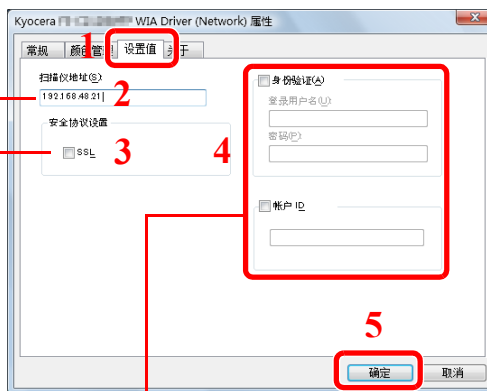 Kyocera WIA Driver (Network) 属性
1
常规 颜色管理 设置值 关于
扫描仪地址(S):
192.168.48.21 2
安全协议设置
SSL 3
4
身份验证(A)
登录用户名(U):
密码(P):
帐户 ID
5
确定 取消